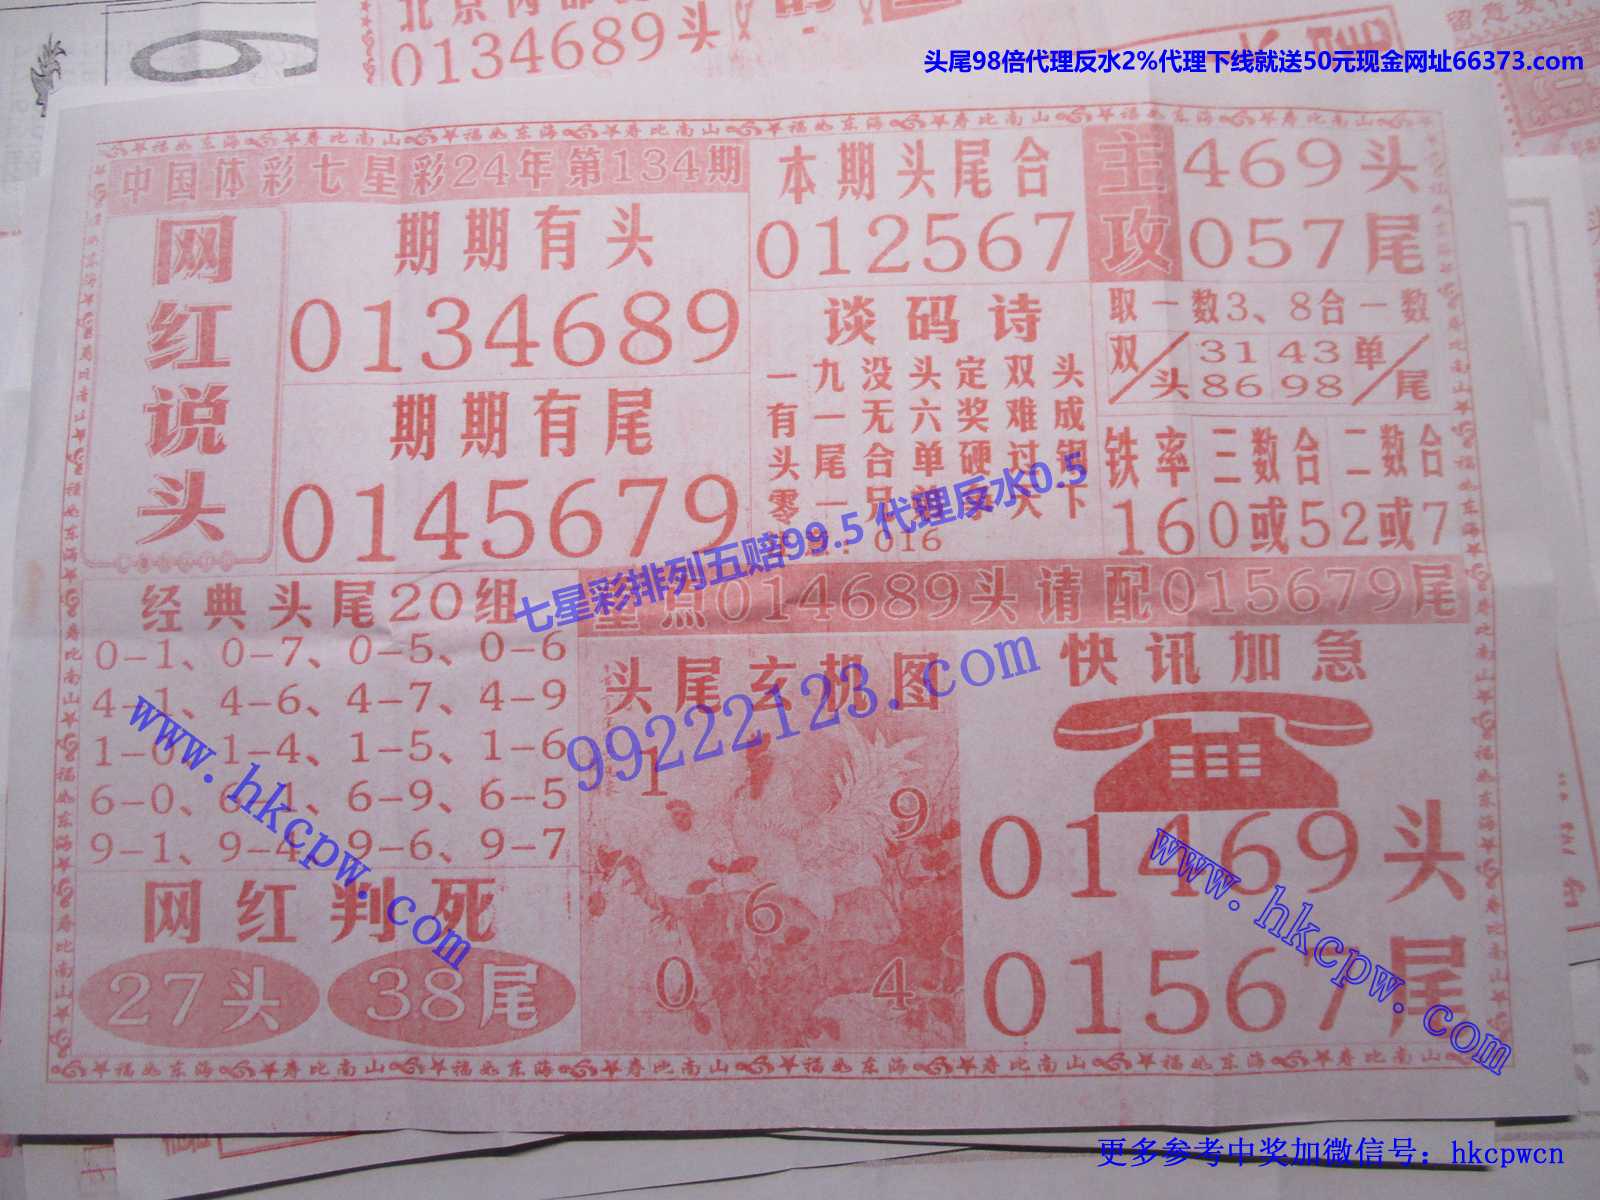 0134689头
头尾98倍代理反水2%代理下线就送50元现金网址66373.com
中国体彩七星彩24年第134期
网红说头
期期有头
0134689
期期有尾
0145679
本期头尾合
012567
主攻
469头
057尾
谈码诗
一九没头定双头
有一无六奖难成
头尾合单硬过钢
016
取一数3、8合一数
双/头
31 43
86 98
单/尾
铁率
三数合
二数合
160或52或7
七星彩排列五赔99.5 代理反水0.5
经典头尾20组
0-1、0-7、0-5、0-6
4-1、4-6、4-7、4-9
1-0、1-4、1-5、1-6
6-0、6-1、6-9、6-5
9-1、9-4、9-6、9-7
网红判死
27头
38尾
014689头请配015679尾
头尾玄机图
99222123.com
1
9
6
0
4
快讯加急
01469头
01567尾
www.hkcpw.com
www.hkcpw.com
更多参考中奖加微信号：hkcpwcn